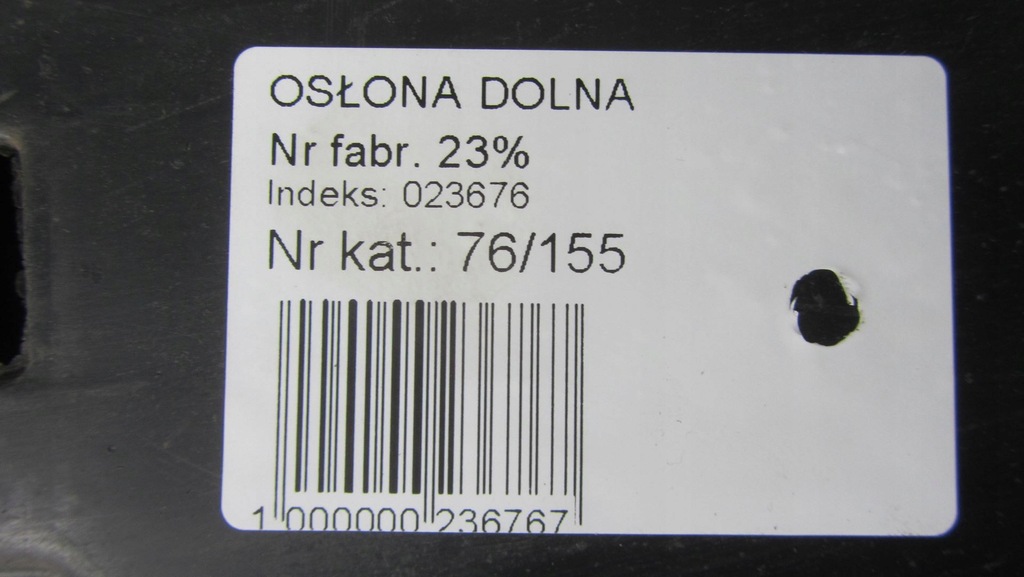 OSŁONA DOLNA
Nr fabr. 23%
Indeks: 023676
Nr kat.: 76/155
1 000000 236767